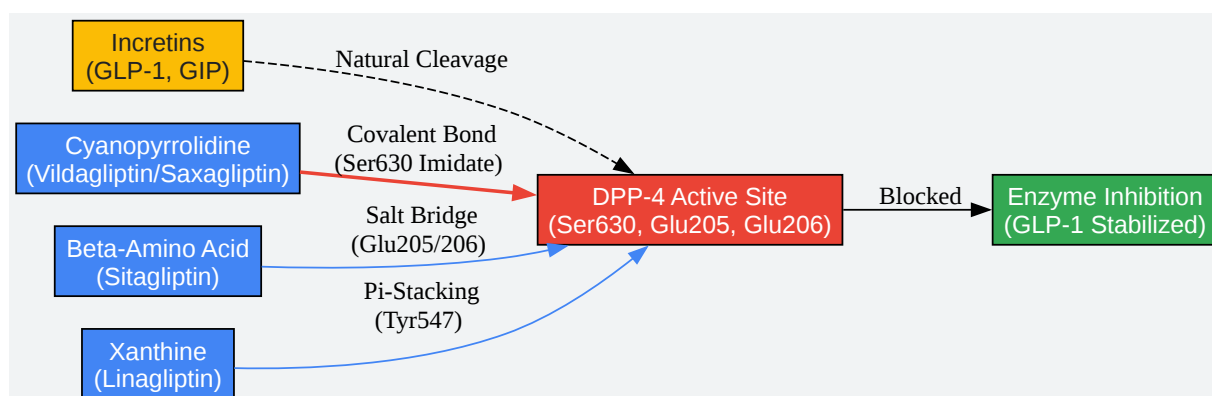 Incretins
(GLP-1, GIP)
Natural Cleavage
Cyanopyrrolidine
(Vildagliptin/Saxagliptin)
Covalent Bond
(Ser630 Imidate)
DPP-4 Active Site
(Ser630, Glu205, Glu206)
Blocked
Enzyme Inhibition
(GLP-1 Stabilized)
Salt Bridge
(Glu205/206)
Beta-Amino Acid
(Sitagliptin)
Pi-Stacking
(Tyr547)
Xanthine
(Linagliptin)